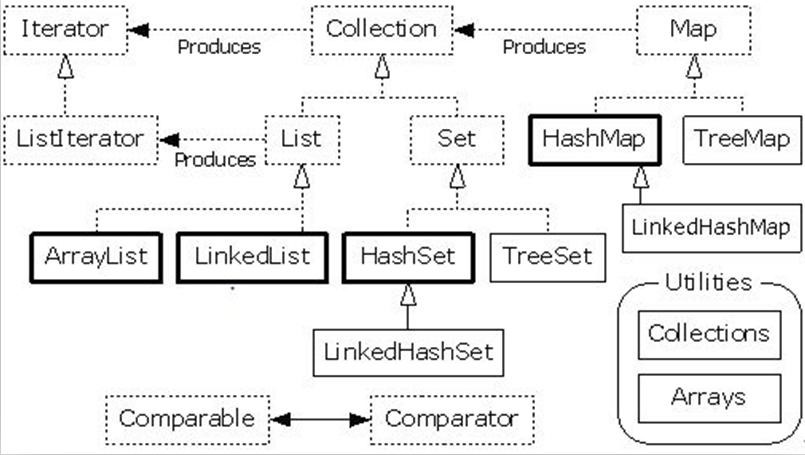 Iterator
Produces
Collection
Produces
Map
ListIterator
Produces
List
Set
HashMap
TreeMap
ArrayList
LinkedList
HashSet
TreeSet
LinkedHashMap
Utilities
Collections
Arrays
LinkedHashSet
Comparable
Comparator